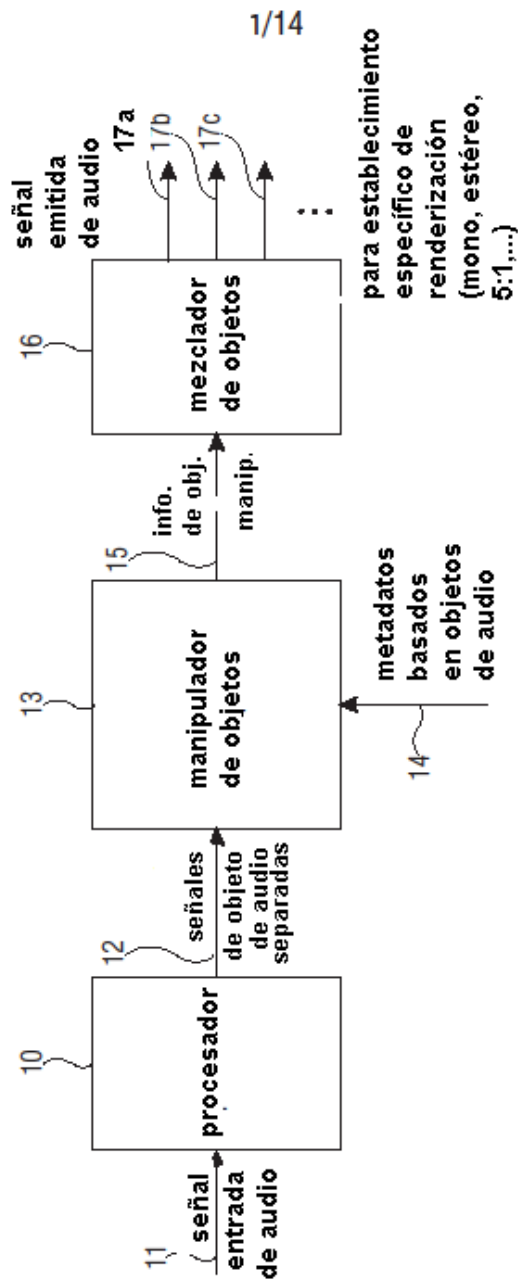 1/14
11
señal
entrada
de audio
10
procesador
12
señales
de objeto
de audio
separadas
13
manipulador
de objetos
14
metadatos
basados
en objetos
de audio
15
info.
de obj.
manip.
16
mezclador
de objetos
señal
emitida
de audio
17a
17b
17c
...
para establecimiento
específico de
renderización
(mono, estéreo,
5:1,...)